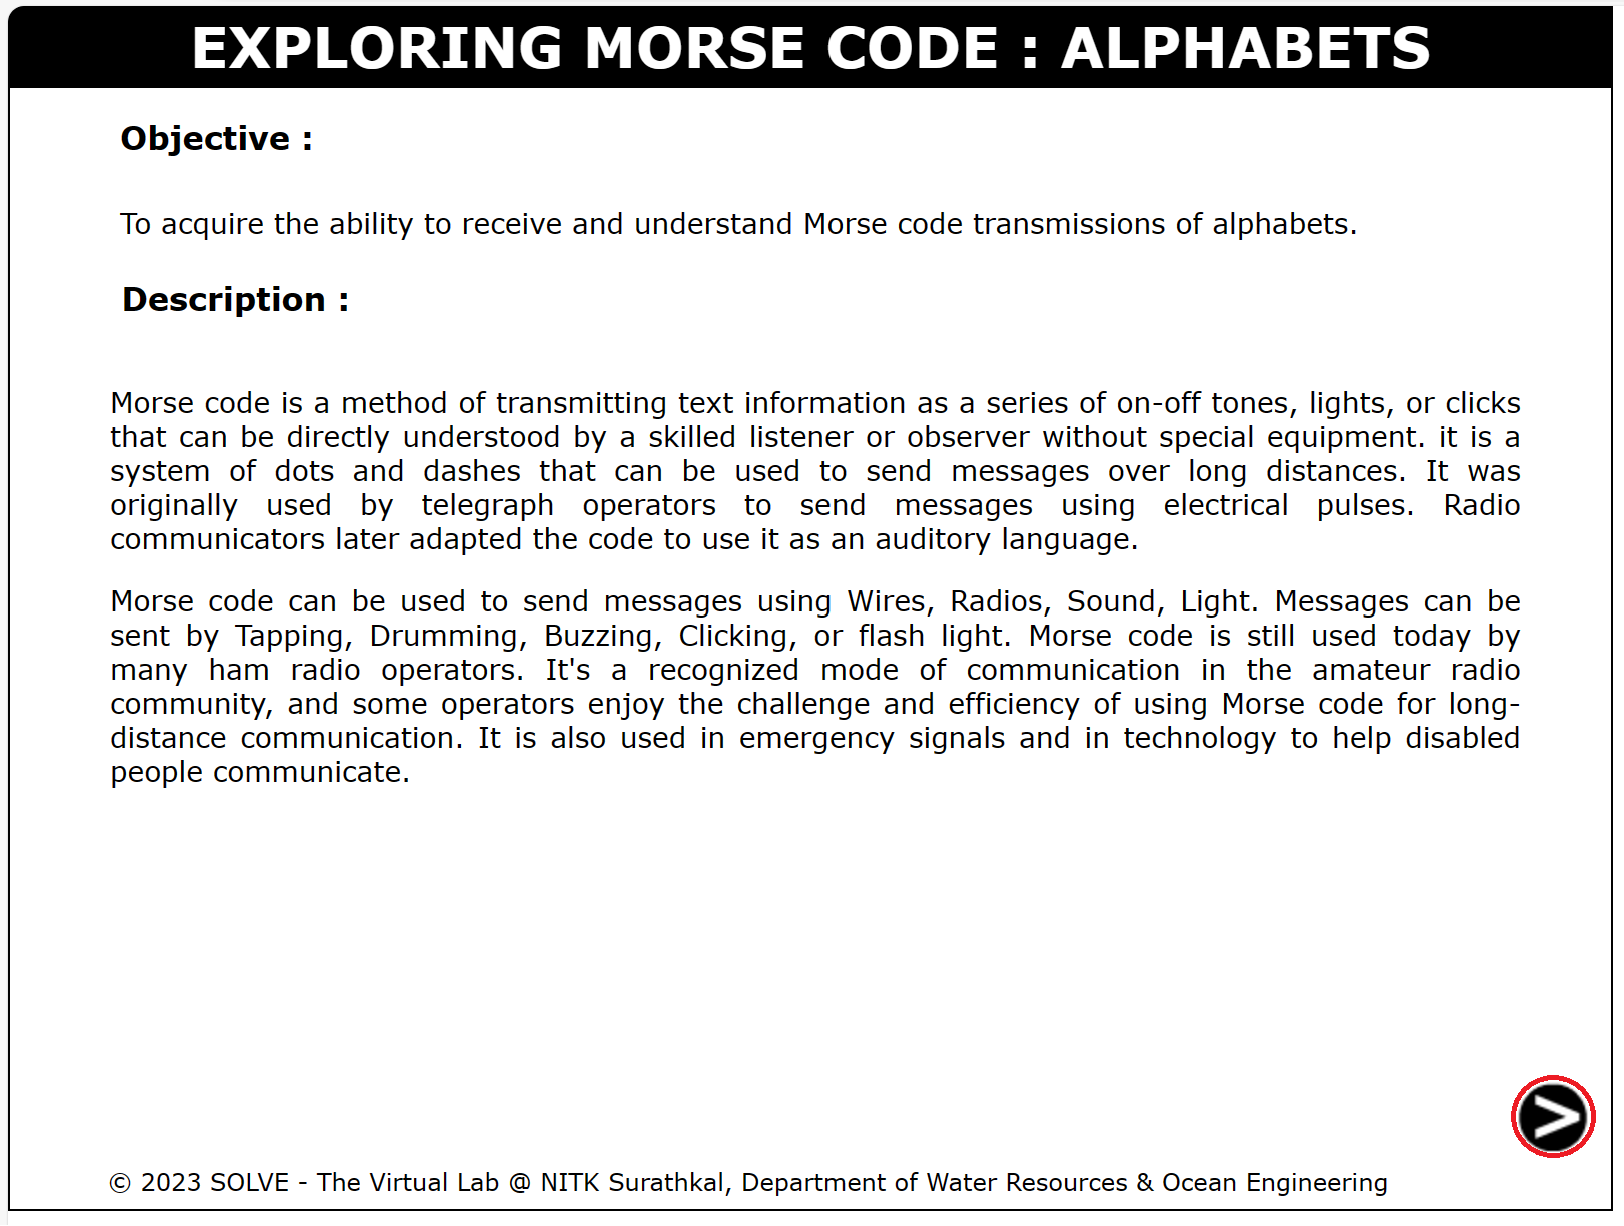 EXPLORING MORSE CODE : ALPHABETS
Objective :
To acquire the ability to receive and understand Morse code transmissions of alphabets.
Description :
Morse code is a method of transmitting text information as a series of on-off tones, lights, or clicks
that can be directly understood by a skilled listener or observer without special equipment. it is a
system of dots and dashes that can be used to send messages over long distances. It was
originally used by telegraph operators to send messages using electrical pulses. Radio
communicators later adapted the code to use it as an auditory language.
Morse code can be used to send messages using Wires, Radios, Sound, Light. Messages can be
sent by Tapping, Drumming, Buzzing, Clicking, or flash light. Morse code is still used today by
many ham radio operators. It's a recognized mode of communication in the amateur radio
community, and some operators enjoy the challenge and efficiency of using Morse code for long-
distance communication. It is also used in emergency signals and in technology to help disabled
people communicate.
>
© 2023 SOLVE - The Virtual Lab @ NITK Surathkal, Department of Water Resources & Ocean Engineering